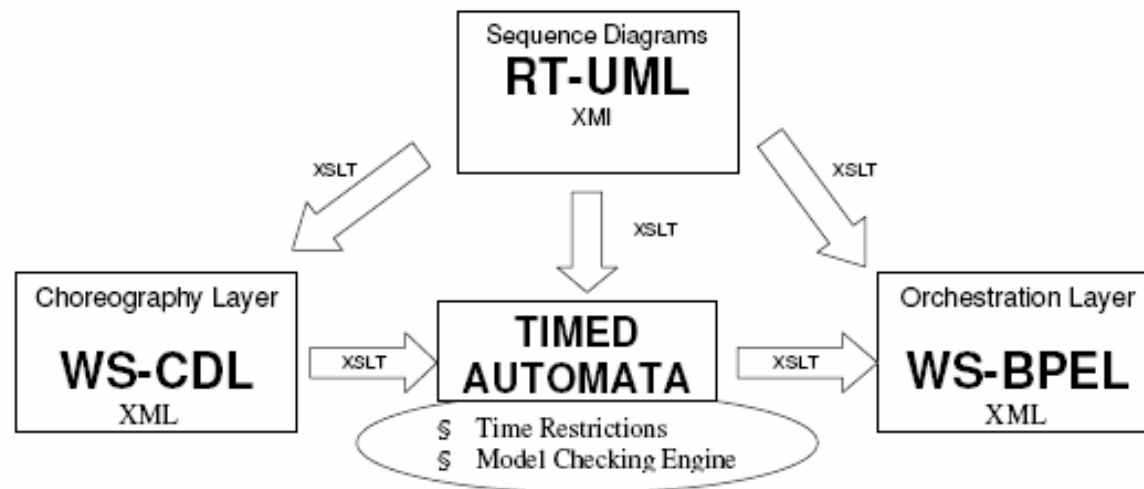 Sequence Diagrams
RT-UML
XMI
XSLT
XSLT
XSLT
Choreography Layer
WS-CDL
XML
XSLT
TIMED
AUTOMATA
§ Time Restrictions
§ Model Checking Engine
XSLT
Orchestration Layer
WS-BPEL
XML